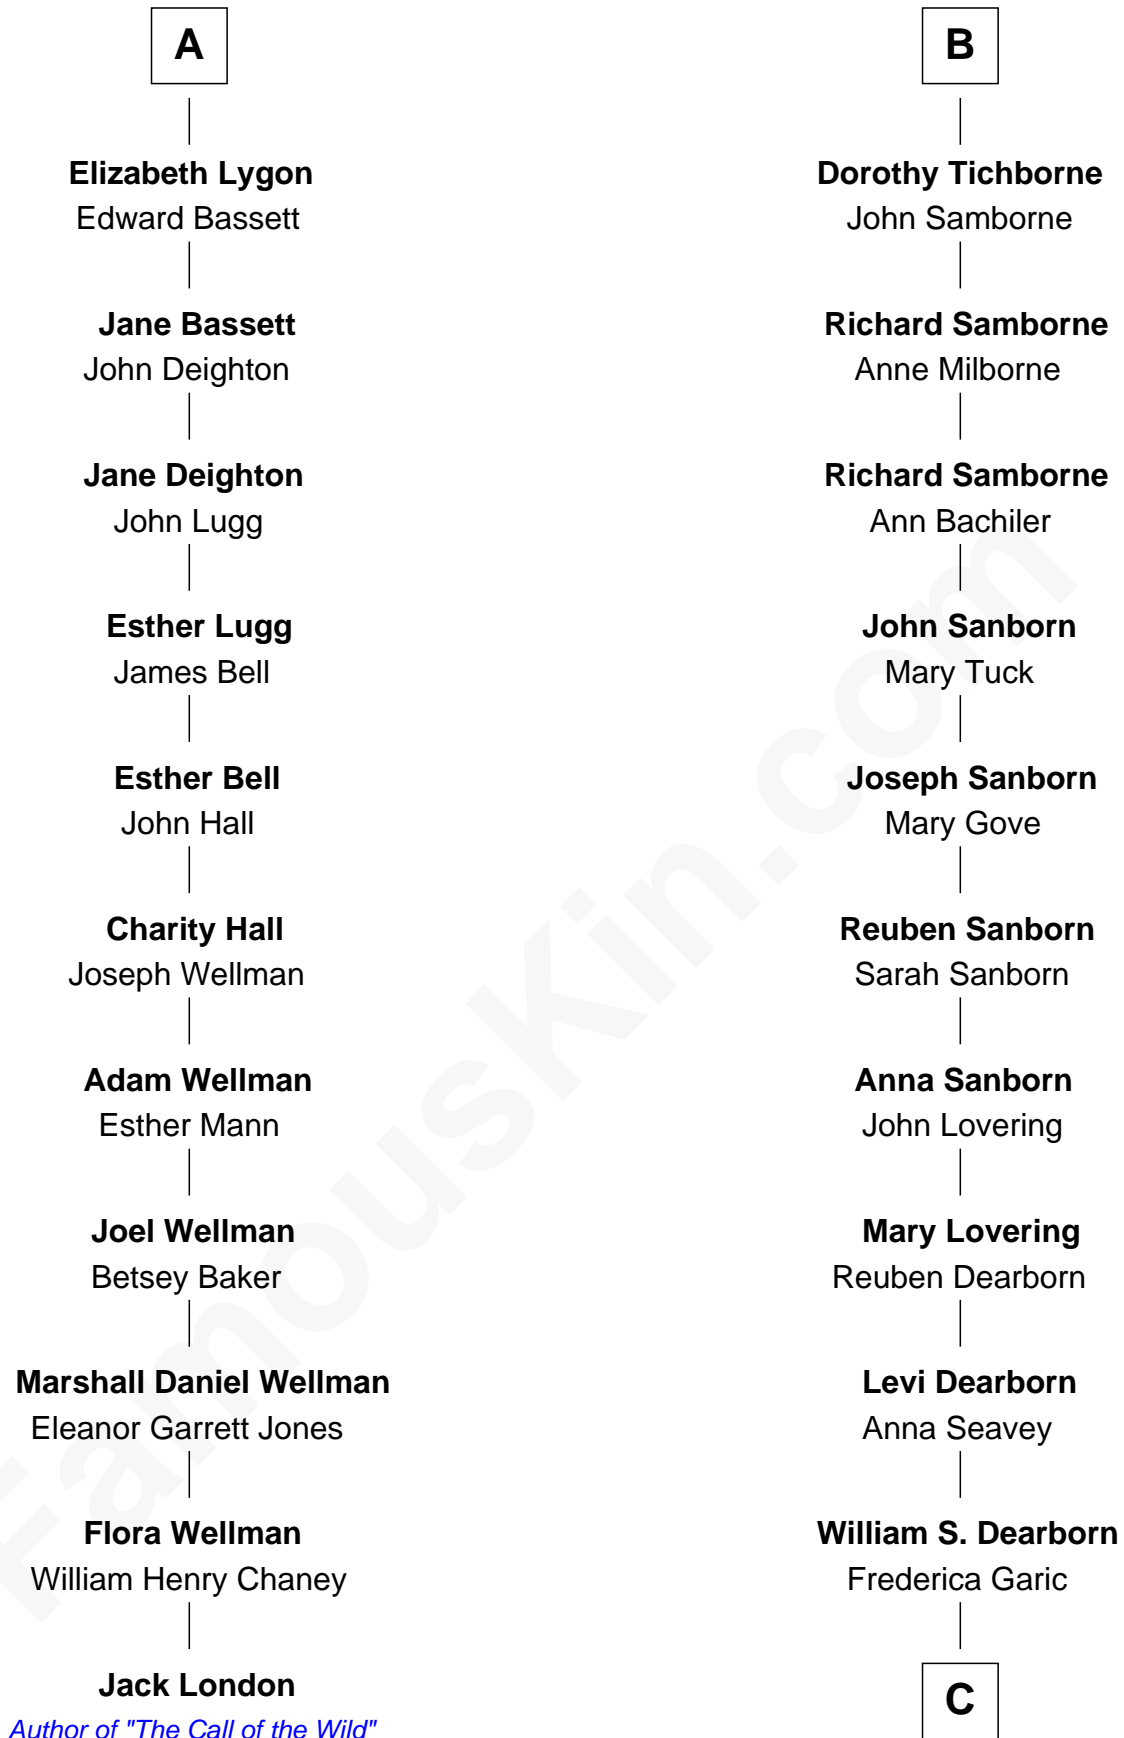 A
Elizabeth Lygon
Edward Bassett
Jane Bassett
John Deighton
Jane Deighton
John Lugg
Esther Lugg
James Bell
Esther Bell
John Hall
Charity Hall
Joseph Wellman
Adam Wellman
Esther Mann
Joel Wellman
Betsey Baker
Marshall Daniel Wellman
Eleanor Garrett Jones
Flora Wellman
William Henry Chaney
Jack London
Author of "The Call of the Wild"
B
Dorothy Tichborne
John Samborne
Richard Samborne
Anne Milborne
Richard Samborne
Ann Bachiler
John Sanborn
Mary Tuck
Joseph Sanborn
Mary Gove
Reuben Sanborn
Sarah Sanborn
Anna Sanborn
John Lovering
Mary Lovering
Reuben Dearborn
Levi Dearborn
Anna Seavey
William S. Dearborn
Frederica Garic
C
FamousKin.com